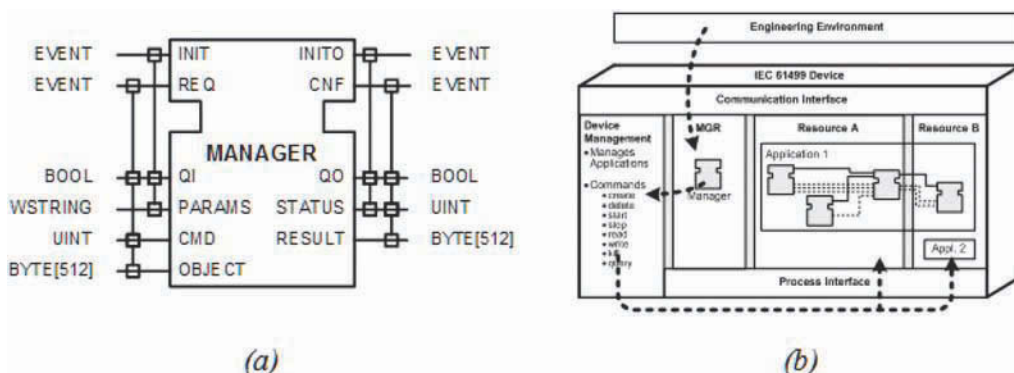 EVENT INIT INITO EVENT
EVENT REQ CNF EVENT
MANAGER
BOOL QI QO BOOL
WSTRING PARAMS STATUS UINT
UINT CMD RESULT BYTE[512]
BYTE[512] OBJECT
(a)
Engineering Environment
IEC 61499 Device
Communication Interface
Device
Management
•Manages
Applications
•Commands
•create
•delete
•start
•stop
•read
•write
•kill
•query
MGR
Manager
Resource A
Resource B
Application 1
Appl. 2
Process Interface
(b)